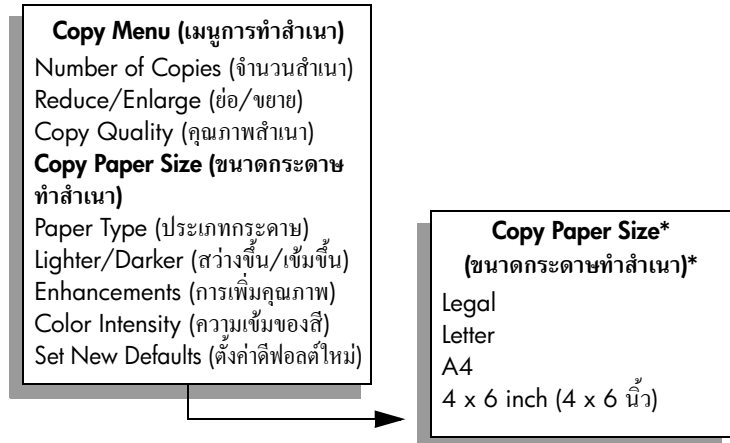 Copy Menu (เมนูการทำสำเนา)
Number of Copies (จำนวนสำเนา)
Reduce/Enlarge (ย่อ/ขยาย)
Copy Quality (คุณภาพสำเนา)
Copy Paper Size (ขนาดกระดาษ
ทำสำเนา)
Paper Type (ประเภทกระดาษ)
Lighter/Darker (สว่างขึ้น/เข้มขึ้น)
Enhancements (การเพิ่มคุณภาพ)
Color Intensity (ความเข้มของสี)
Set New Defaults (ตั้งค่าดีฟอลต์ใหม่)
Copy Paper Size*
(ขนาดกระดาษทำสำเนา)*
Legal
Letter
A4
4 x 6 inch (4 x 6 นิ้ว)